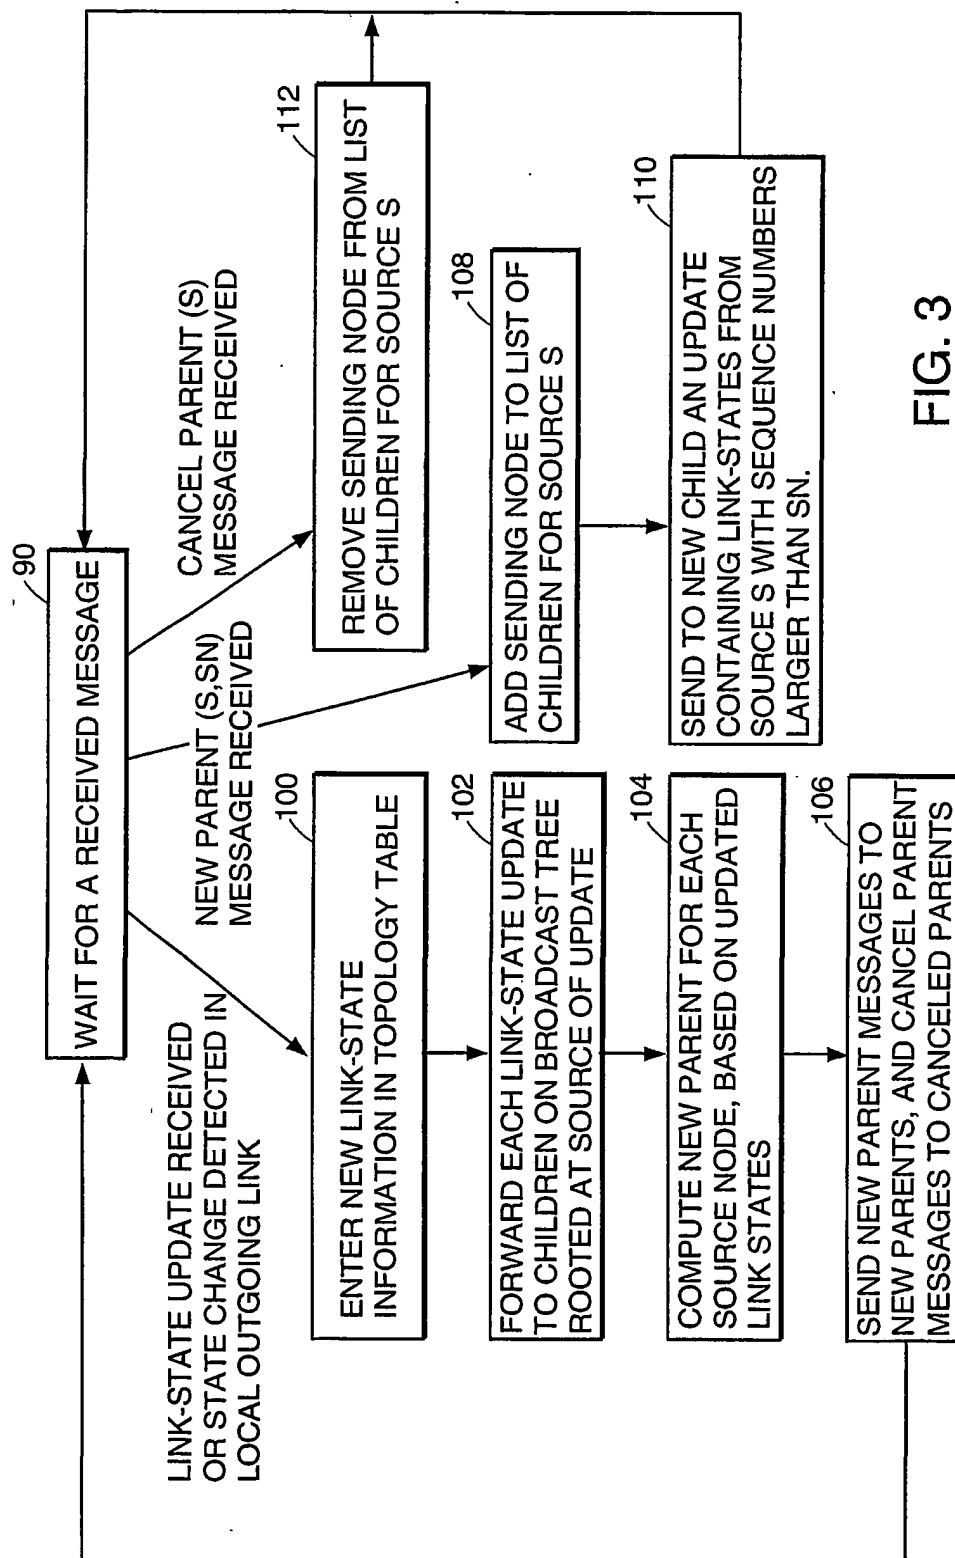 90
WAIT FOR A RECEIVED MESSAGE
LINK-STATE UPDATE RECEIVED
OR STATE CHANGE DETECTED IN
LOCAL OUTGOING LINK
NEW PARENT (S,SN)
MESSAGE RECEIVED
CANCEL PARENT (S)
MESSAGE RECEIVED
100
ENTER NEW LINK-STATE
INFORMATION IN TOPOLOGY TABLE
102
FORWARD EACH LINK-STATE UPDATE
TO CHILDREN ON BROADCAST TREE
ROOTED AT SOURCE OF UPDATE
104
COMPUTE NEW PARENT FOR EACH
SOURCE NODE, BASED ON UPDATED
LINK STATES
106
SEND NEW PARENT MESSAGES TO
NEW PARENTS, AND CANCEL PARENT
MESSAGES TO CANCELED PARENTS
108
ADD SENDING NODE TO LIST OF
CHILDREN FOR SOURCE S
110
SEND TO NEW CHILD AN UPDATE
CONTAINING LINK-STATES FROM
SOURCE S WITH SEQUENCE NUMBERS
LARGER THAN SN.
112
REMOVE SENDING NODE FROM LIST
OF CHILDREN FOR SOURCE S
FIG. 3